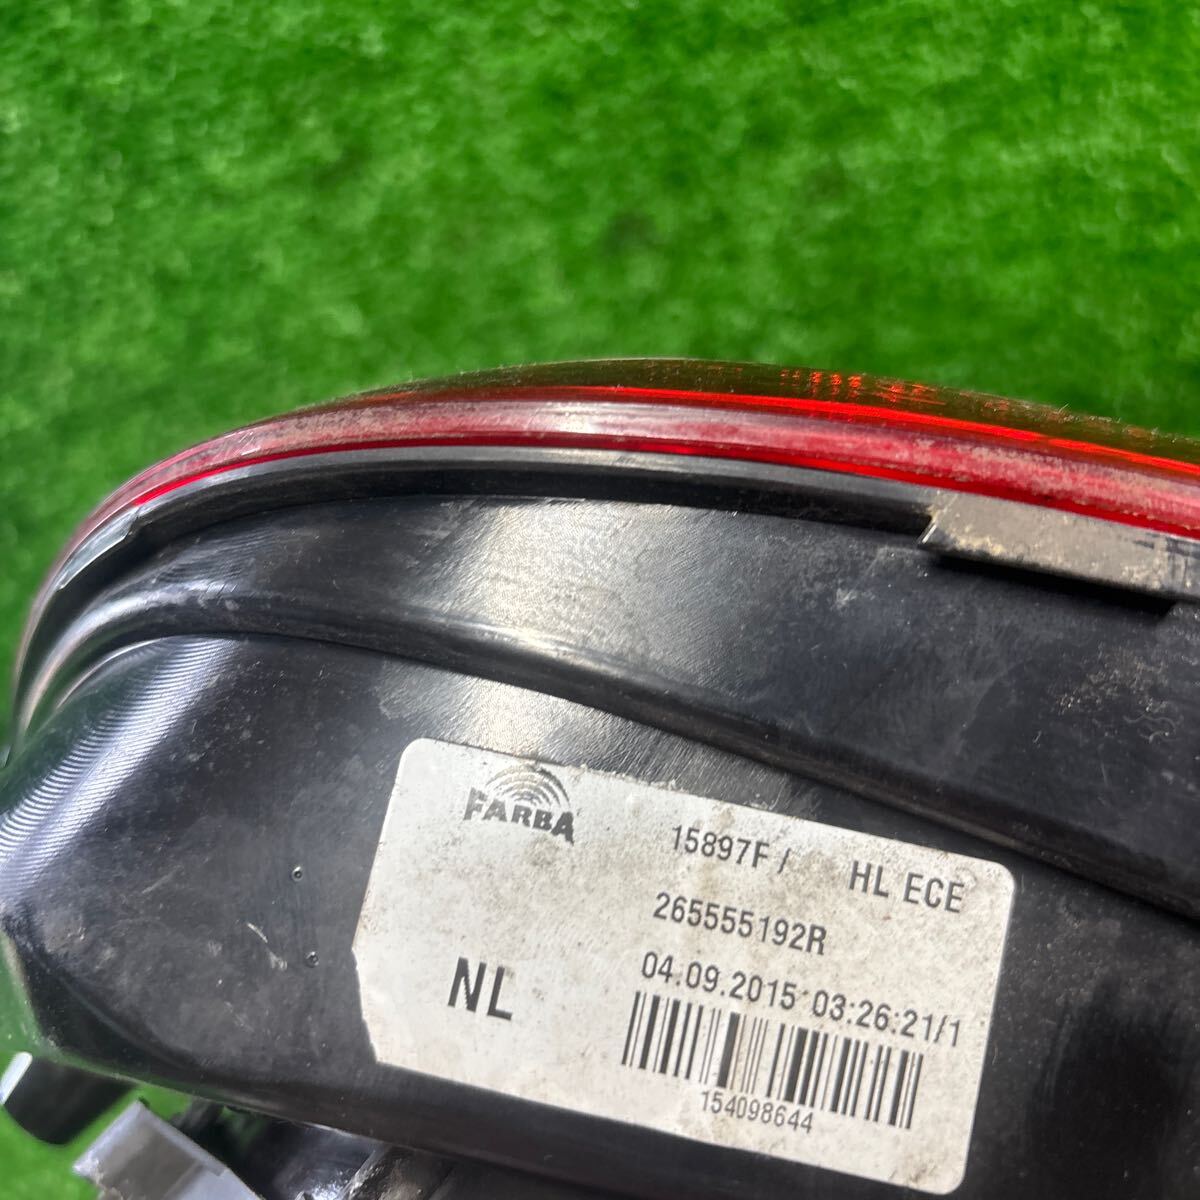 FARBA
15897F / HL ECE
265555192R
NL
04.09.2015 03:26:21/1
154098644